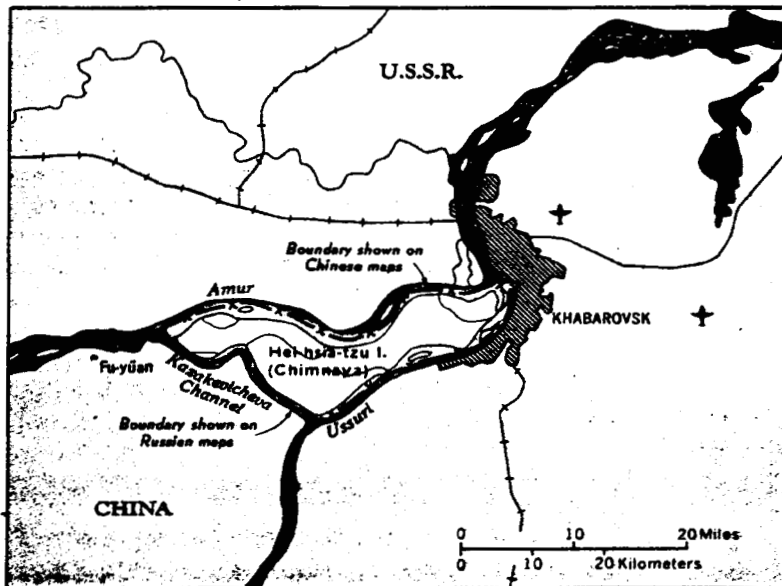 U.S.S.R.
Boundary shown on
Chinese maps
Amur
KHABAROVSK
Hei-hsia-tzu I.
(Chimnaya)
Fu-yüan
Kazakevicheva
Channel
Ussuri
Boundary shown on
Russian maps
CHINA
0 10 20 Miles
0 10 20 Kilometers